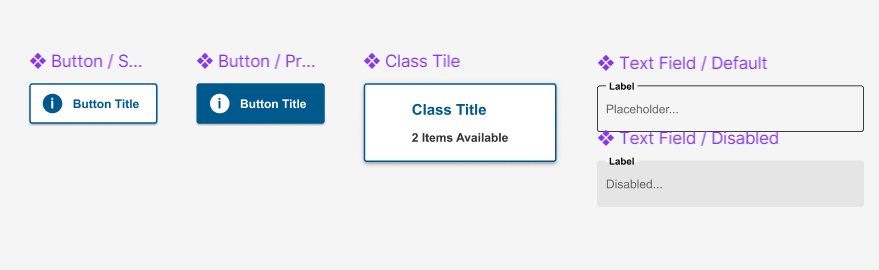 Button / S...
Button / Pr...
Class Tile
Text Field / Default
i Button Title
i Button Title
Class Title
2 Items Available
Label
Placeholder...
Text Field / Disabled
Label
Disabled...